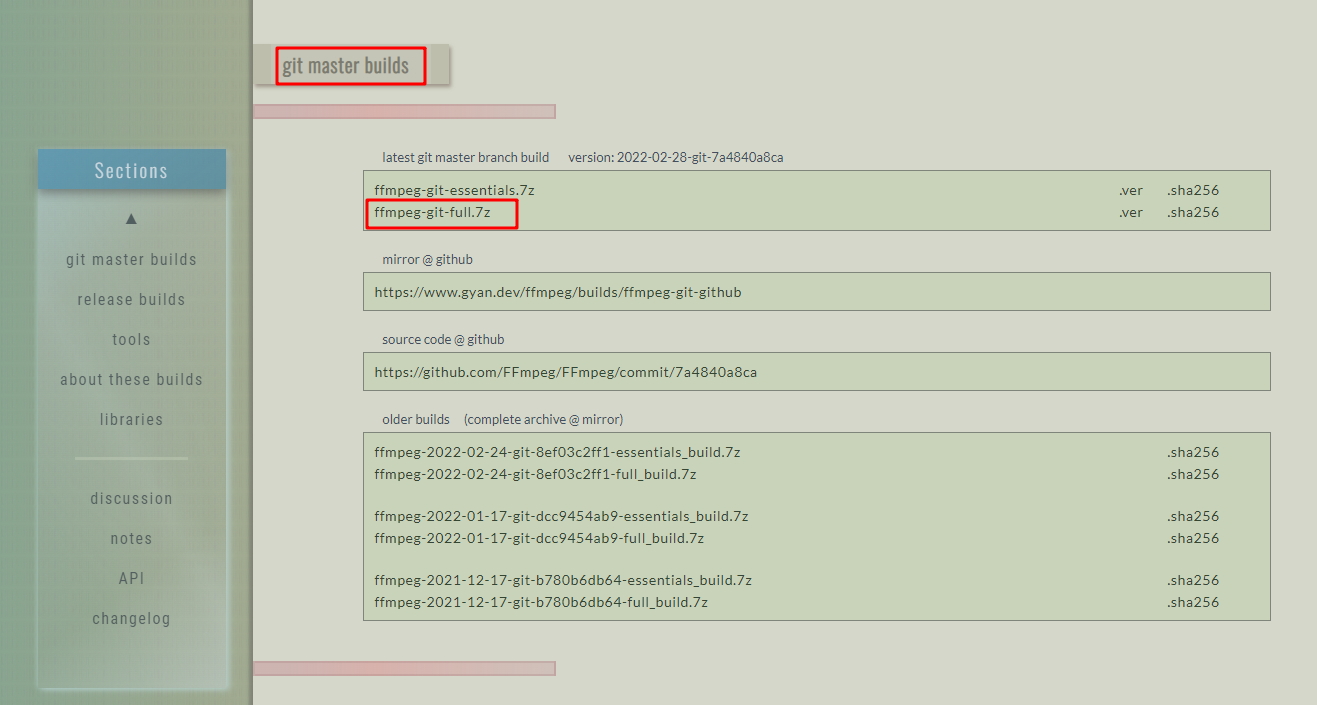 git master builds
Sections
▲
git master builds
release builds
tools
about these builds
libraries
discussion
notes
API
changelog
latest git master branch build version: 2022-02-28-git-7a4840a8ca
ffmpeg-git-essentials.7z .ver .sha256
ffmpeg-git-full.7z .ver .sha256
mirror @ github
https://www.gyan.dev/ffmpeg/builds/ffmpeg-git-github
source code @ github
https://github.com/FFmpeg/FFmpeg/commit/7a4840a8ca
older builds (complete archive @ mirror)
ffmpeg-2022-02-24-git-8ef03c2ff1-essentials_build.7z .sha256
ffmpeg-2022-02-24-git-8ef03c2ff1-full_build.7z .sha256
ffmpeg-2022-01-17-git-dcc9454ab9-essentials_build.7z .sha256
ffmpeg-2022-01-17-git-dcc9454ab9-full_build.7z .sha256
ffmpeg-2021-12-17-git-b780b6db64-essentials_build.7z .sha256
ffmpeg-2021-12-17-git-b780b6db64-full_build.7z .sha256